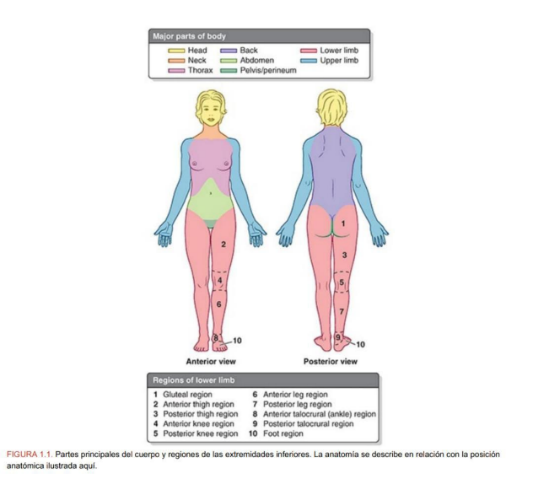 Major parts of body
Head Back Lower limb
Neck Abdomen Upper limb
Thorax Pelvis/perineum
1
2
3
4
5
6
7
8
9
10
10
Anterior view Posterior view
Regions of lower limb
1 Gluteal region 6 Anterior leg region
2 Anterior thigh region 7 Posterior leg region
3 Posterior thigh region 8 Anterior talocrural (ankle) region
4 Anterior knee region 9 Posterior talocrural region
5 Posterior knee region 10 Foot region
FIGURA 1.1. Partes principales del cuerpo y regiones de las extremidades inferiores. La anatomía se describe en relación con la posición
anatómica ilustrada aquí.